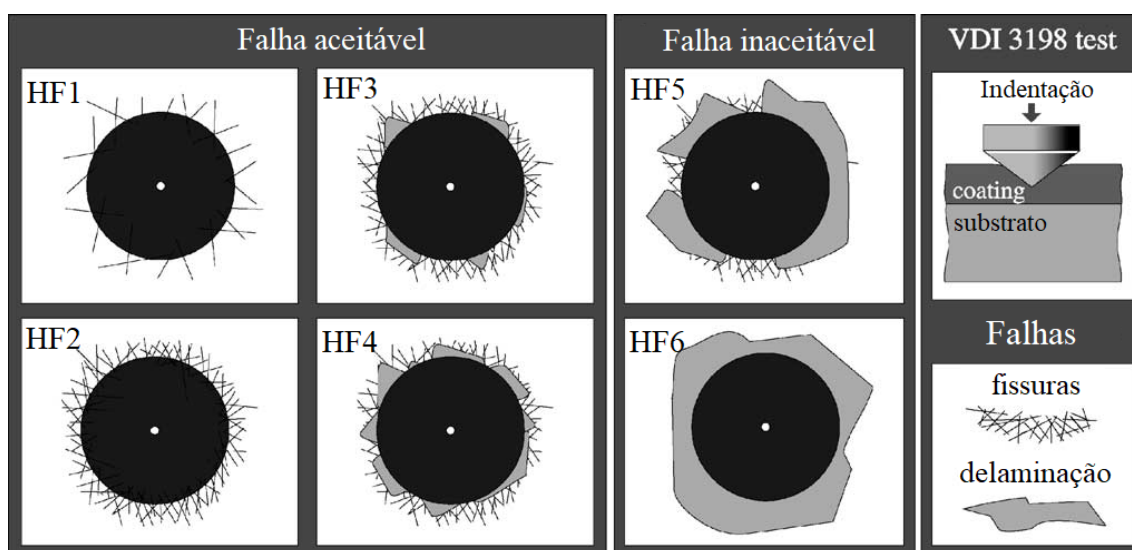 Falha aceitável
HF1
HF3
HF2
HF4
Falha inaceitável
HF5
HF6
VDI 3198 test
Indentação
coating
substrato
Falhas
fissuras
delaminação